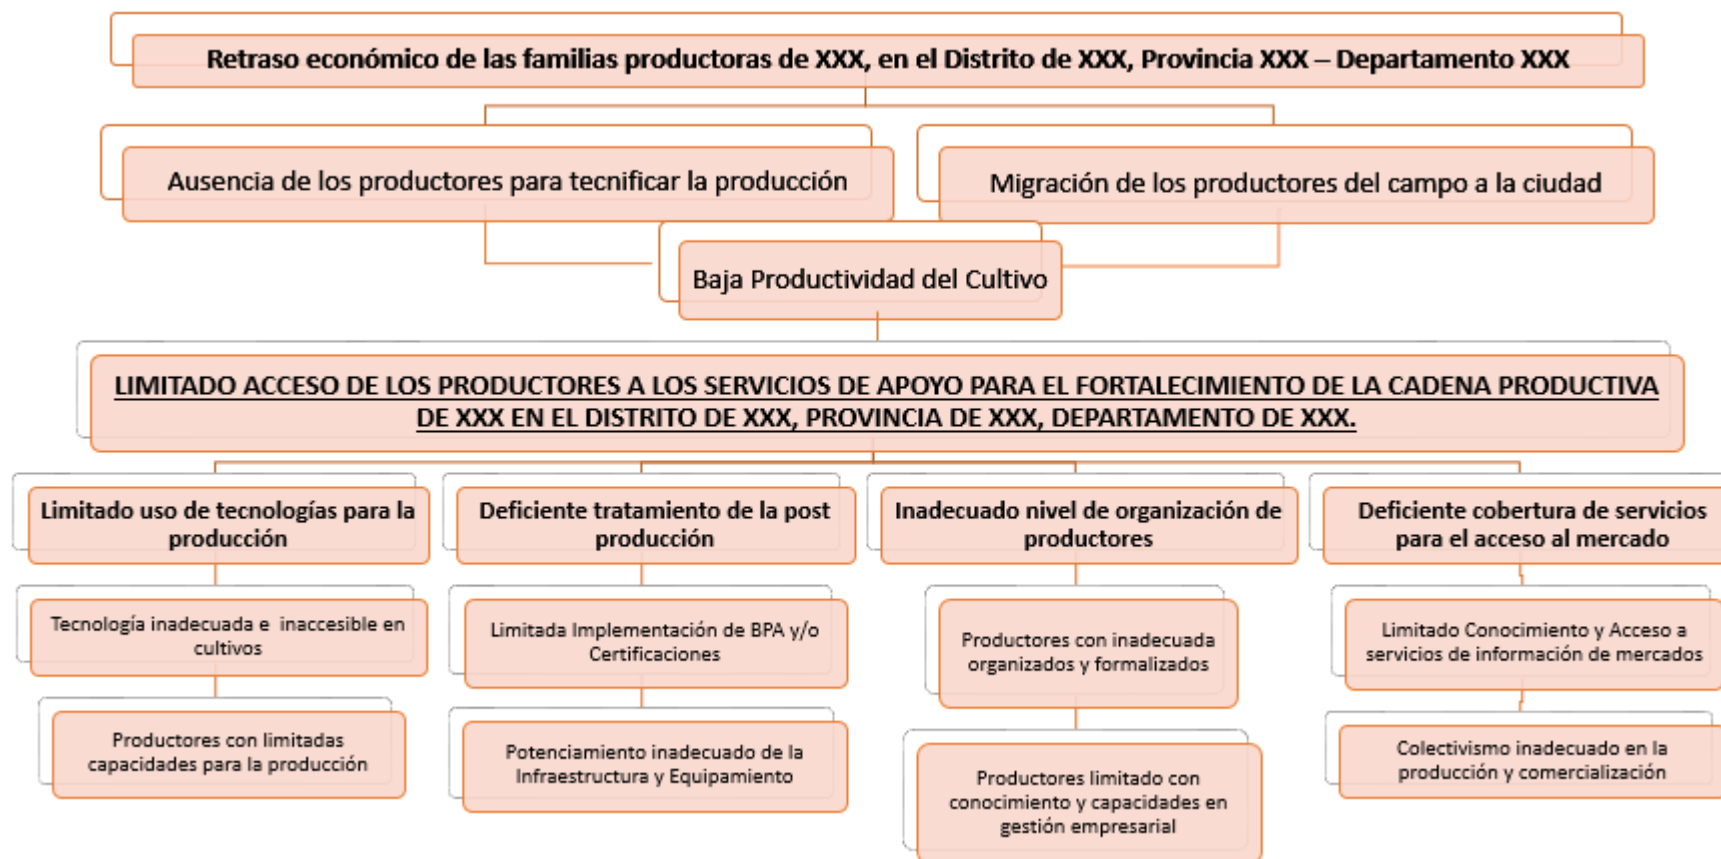 Retraso económico de las familias productoras de XXX, en el Distrito de XXX, Provincia XXX – Departamento XXX
Ausencia de los productores para tecnificar la producción
Migración de los productores del campo a la ciudad
Baja Productividad del Cultivo
LIMITADO ACCESO DE LOS PRODUCTORES A LOS SERVICIOS DE APOYO PARA EL FORTALECIMIENTO DE LA CADENA PRODUCTIVA
DE XXX EN EL DISTRITO DE XXX, PROVINCIA DE XXX, DEPARTAMENTO DE XXX.
Limitado uso de tecnologías para la
producción
Tecnología inadecuada e inaccesible en
cultivos
Productores con limitadas
capacidades para la producción
Deficiente tratamiento de la post
producción
Limitada Implementación de BPA y/o
Certificaciones
Potenciamiento inadecuado de la
Infraestructura y Equipamiento
Inadecuado nivel de organización de
productores
Productores con inadecuada
organizados y formalizados
Productores limitado con
conocimiento y capacidades en
gestión empresarial
Deficiente cobertura de servicios
para el acceso al mercado
Limitado Conocimiento y Acceso a
servicios de información de mercados
Colectivismo inadecuado en la
producción y comercialización